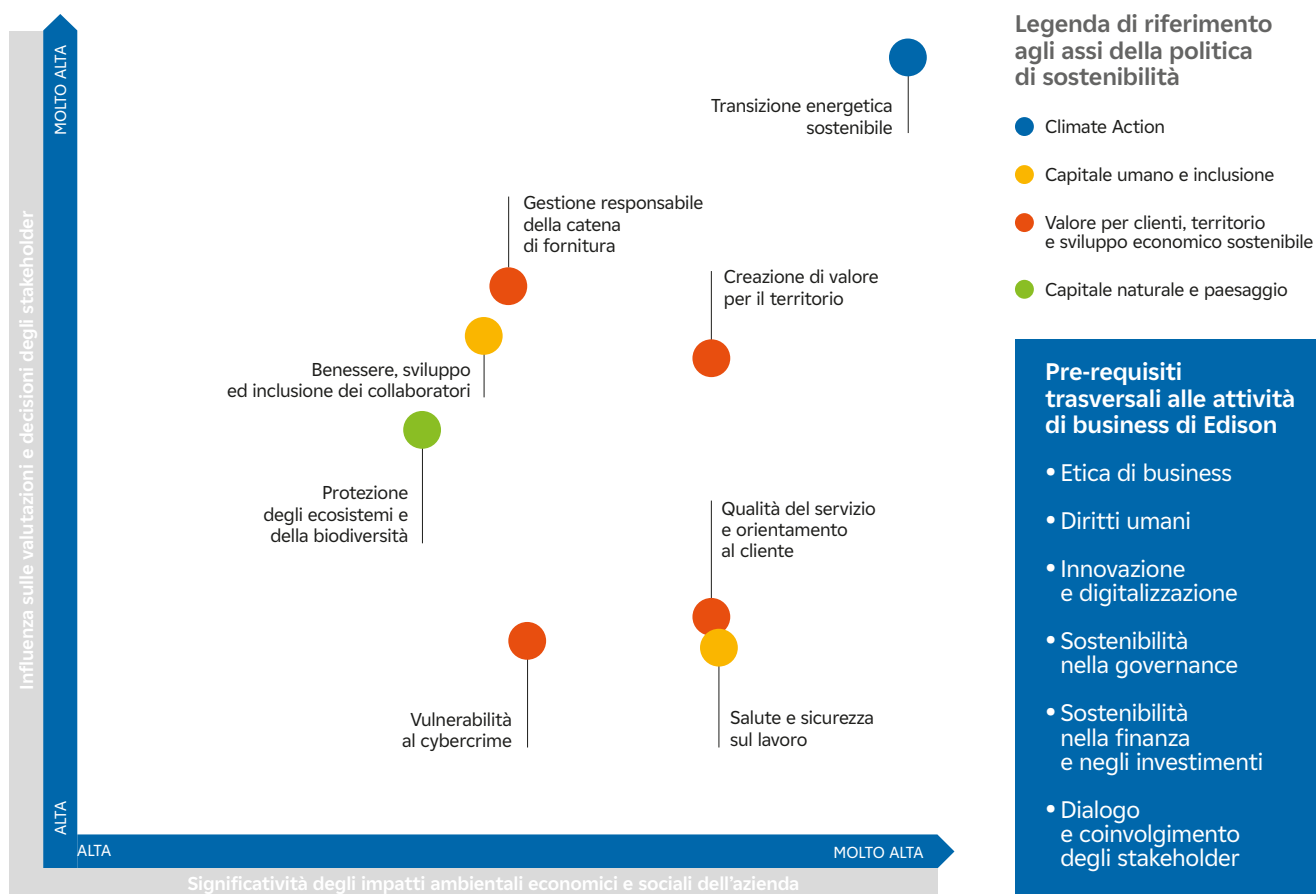 MOLTO ALTA
Influenza sulle valutazioni e decisioni degli stakeholder
ALTA
Transizione energetica
sostenibile
Gestione responsabile
della catena
di fornitura
Creazione di valore
per il territorio
Benessere, sviluppo
ed inclusione dei collaboratori
Protezione
degli ecosistemi e
della biodiversità
Qualità del servizio
e orientamento
al cliente
Vulnerabilità
al cybercrime
Salute e sicurezza
sul lavoro
ALTA
MOLTO ALTA
Significatività degli impatti ambientali economici e sociali dell'azienda
Legenda di riferimento
agli assi della politica
di sostenibilità
Climate Action
Capitale umano e inclusione
Valore per clienti, territorio
e sviluppo economico sostenibile
Capitale naturale e paesaggio
Pre-requisiti
trasversali alle attività
di business di Edison
• Etica di business
• Diritti umani
• Innovazione
e digitalizzazione
• Sostenibilità
nella governance
• Sostenibilità
nella finanza
e negli investimenti
• Dialogo
e coinvolgimento
degli stakeholder